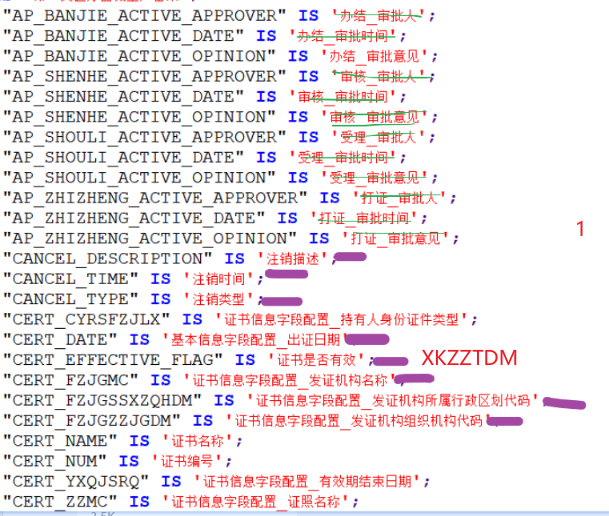 "AP_BANJIE_ACTIVE_APPROVER" IS '办结_审批人';
"AP_BANJIE_ACTIVE_DATE" IS '办结_审批时间';
"AP_BANJIE_ACTIVE_OPINION" IS '办结_审批意见';
"AP_SHENHE_ACTIVE_APPROVER" IS '审核_审批人';
"AP_SHENHE_ACTIVE_DATE" IS '审核_审批时间';
"AP_SHENHE_ACTIVE_OPINION" IS '审核_审批意见';
"AP_SHOULI_ACTIVE_APPROVER" IS '受理_审批人';
"AP_SHOULI_ACTIVE_DATE" IS '受理_审批时间';
"AP_SHOULI_ACTIVE_OPINION" IS '受理_审批意见';
"AP_ZHIZHENG_ACTIVE_APPROVER" IS '打证_审批人';
"AP_ZHIZHENG_ACTIVE_DATE" IS '打证_审批时间';
"AP_ZHIZHENG_ACTIVE_OPINION" IS '打证_审批意见'; 1
"CANCEL_DESCRIPTION" IS '注销描述';
"CANCEL_TIME" IS '注销时间';
"CANCEL_TYPE" IS '注销类型';
"CERT_CYRSFZJLX" IS '证书信息字段配置_持有人身份证件类型';
"CERT_DATE" IS '基本信息字段配置_出证日期'
"CERT_EFFECTIVE_FLAG" IS '证书是否有效'; XKZZTDM
"CERT_FZJGMC" IS '证书信息字段配置_发证机构名称';
"CERT_FZJGSSXZQHDM" IS '证书信息字段配置_发证机构所属行政区划代码';
"CERT_FZJGZZJGDM" IS '证书信息字段配置_发证机构组织机构代码'
"CERT_NAME" IS '证书名称';
"CERT_NUM" IS '证书编号';
"CERT_YXQJSRQ" IS '证书信息字段配置_有效期结束日期';
"CERT_ZZMC" IS '证书信息字段配置_证照名称';